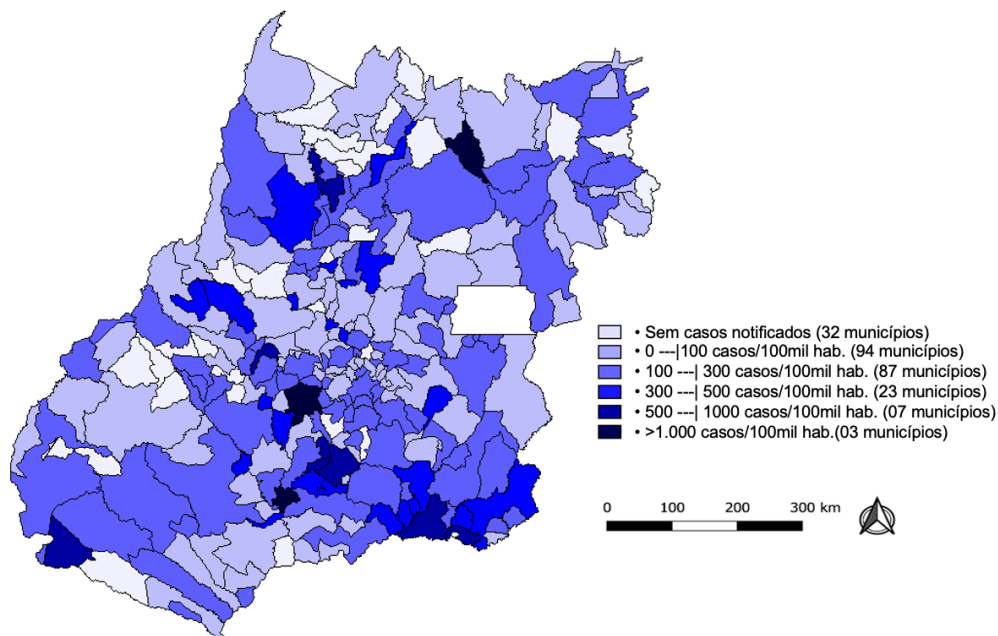 • Sem casos notificados (32 municípios)
• 0 ---|100 casos/100mil hab. (94 municípios)
• 100 ---| 300 casos/100mil hab. (87 municípios)
• 300 ---| 500 casos/100mil hab. (23 municípios)
• 500 ---| 1000 casos/100mil hab. (07 municípios)
• >1.000 casos/100mil hab.(03 municípios)
0 100 200 300 km